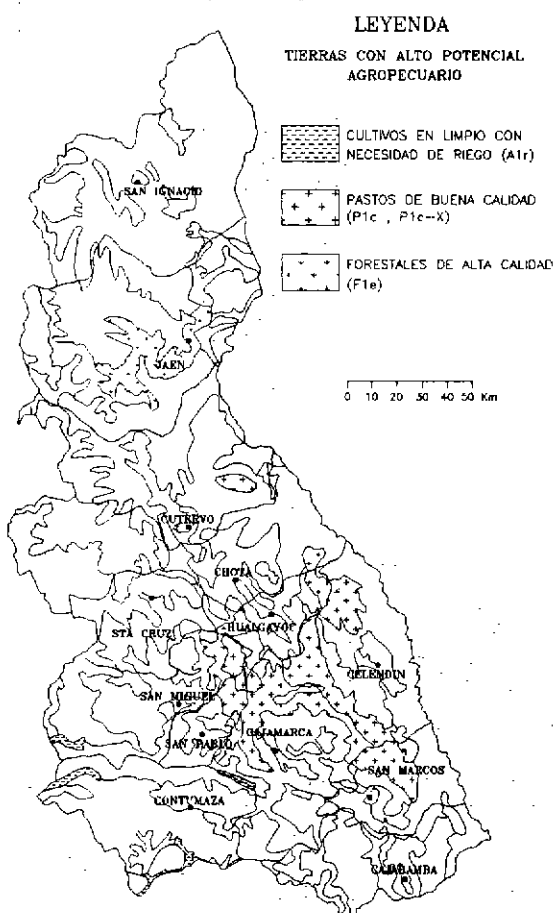 LEYENDA
TIERRAS CON ALTO POTENCIAL
AGROPECUARIO
CULTIVOS EN LIMPIO CON
NECESIDAD DE RIEGO (A1r)
PASTOS DE BUENA CALIDAD
(P1c , P1c-X)
FORESTALES DE ALTA CALIDAD
(F1e)
0 10 20 30 40 50 Km
SAN IGNACIO
JAEN
CUTERVO
CHOTA
HUALGAYOC
STA CRUZ
CELENDIN
SAN MIGUEL
SAN PABLO
CAJAMARCA
SAN MARCOS
CONTUMAZA
CAJABAMBA